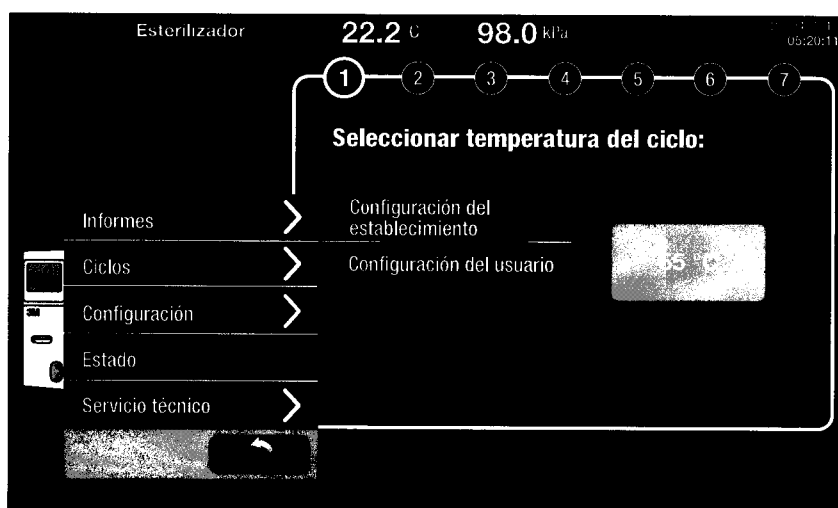 Esterilizador
22.2 C
98.0 kPa
05:20:11
1 2 3 4 5 6 7
Seleccionar temperatura del ciclo:
Informes
Ciclos
Configuración
Estado
Servicio técnico
Configuración del
establecimiento
Configuración del usuario
3M